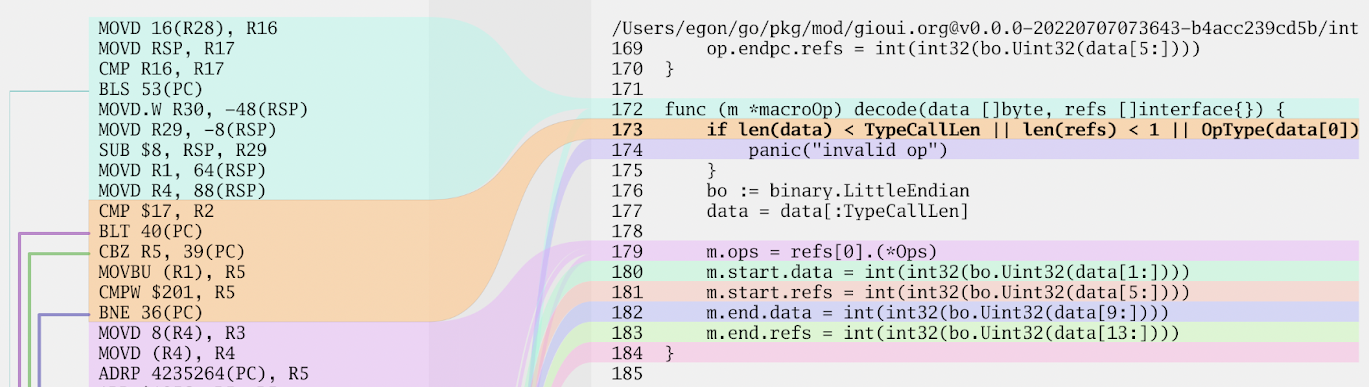 MOVD 16(R28), R16
MOVD RSP, R17
CMP R16, R17
BLS 53(PC)
MOVD.W R30, -48(RSP)
MOVD R29, -8(RSP)
SUB $8, RSP, R29
MOVD R1, 64(RSP)
MOVD R4, 88(RSP)
CMP $17, R2
BLT 40(PC)
CBZ R5, 39(PC)
MOVBU (R1), R5
CMPW $201, R5
BNE 36(PC)
MOVD 8(R4), R3
MOVD (R4), R4
ADRP 4235264(PC), R5
/Users/egon/go/pkg/mod/gioui.org@v0.0.0-20220707073643-b4acc239cd5b/int
169 op.endpc.refs = int(int32(bo.Uint32(data[5:])))
170 }
171
172 func (m *macroOp) decode(data []byte, refs []interface{}) {
173 if len(data) < TypeCallLen || len(refs) < 1 || OpType(data[0])
174 panic("invalid op")
175 }
176 bo := binary.LittleEndian
177 data = data[:TypeCallLen]
178
179 m.ops = refs[0].(*Ops)
180 m.start.data = int(int32(bo.Uint32(data[1:])))
181 m.start.refs = int(int32(bo.Uint32(data[5:])))
182 m.end.data = int(int32(bo.Uint32(data[9:])))
183 m.end.refs = int(int32(bo.Uint32(data[13:])))
184 }
185